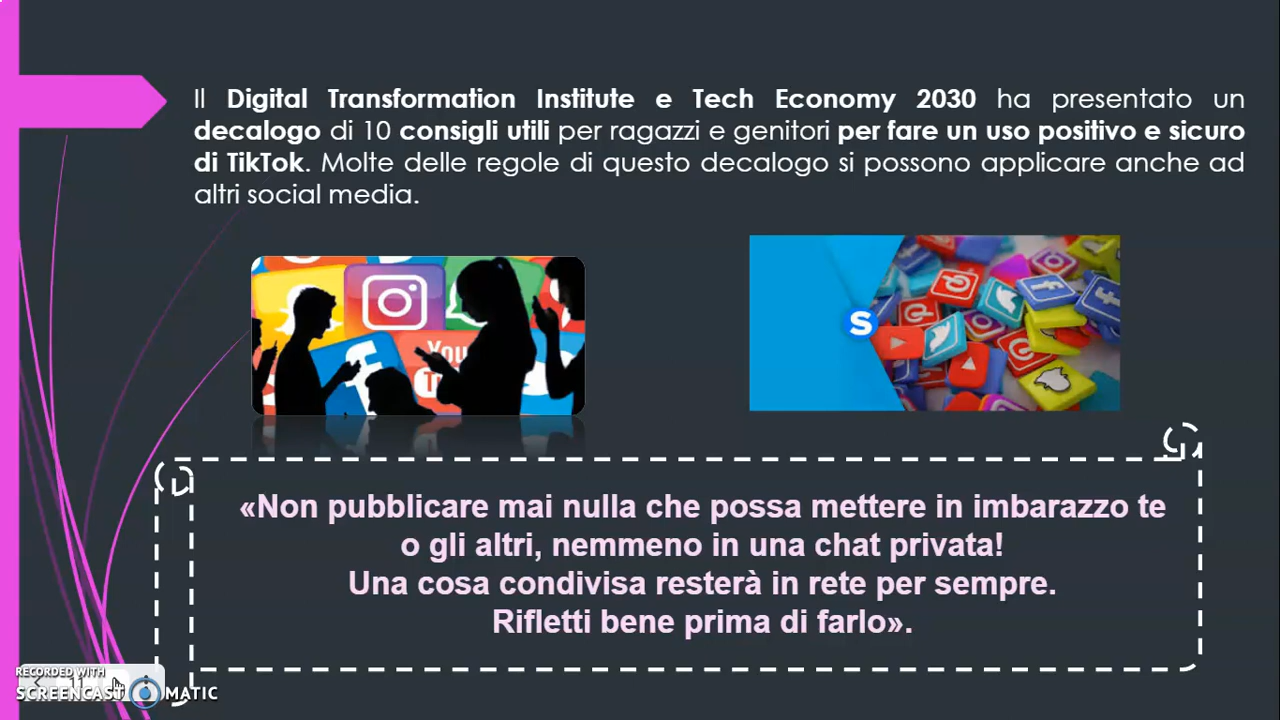 Il Digital Transformation Institute e Tech Economy 2030 ha presentato un
decalogo di 10 consigli utili per ragazzi e genitori per fare un uso positivo e sicuro
di TikTok. Molte delle regole di questo decalogo si possono applicare anche ad
altri social media.
You
S
«Non pubblicare mai nulla che possa mettere in imbarazzo te
o gli altri, nemmeno in una chat privata!
Una cosa condivisa resterà in rete per sempre.
Rifletti bene prima di farlo».
RECORDED WITH
SCREENCAST MATIC